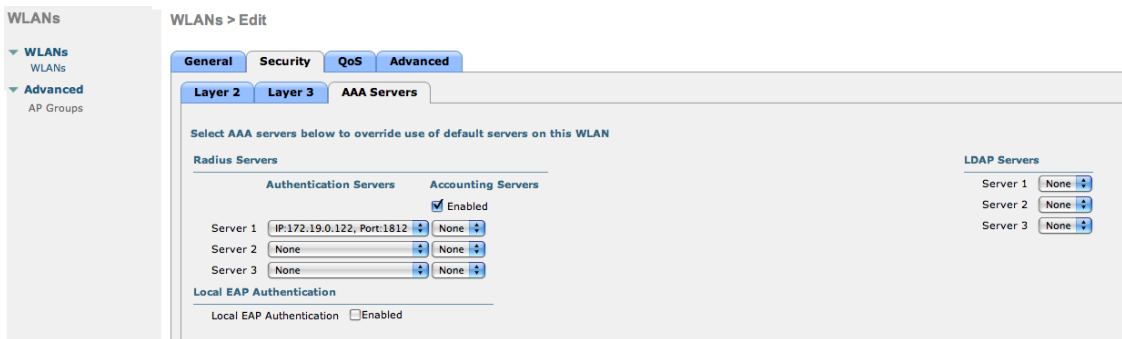 WLANs
WLANs > Edit
WLANs
WLANs
Advanced
AP Groups
General Security QoS Advanced
Layer 2 Layer 3 AAA Servers
Select AAA servers below to override use of default servers on this WLAN
Radius Servers
LDAP Servers
Authentication Servers Accounting Servers
Enabled
Server 1 IP:172.19.0.122, Port:1812 None
Server 2 None None
Server 3 None None
Server 1 None
Server 2 None
Server 3 None
Local EAP Authentication
Local EAP Authentication Enabled